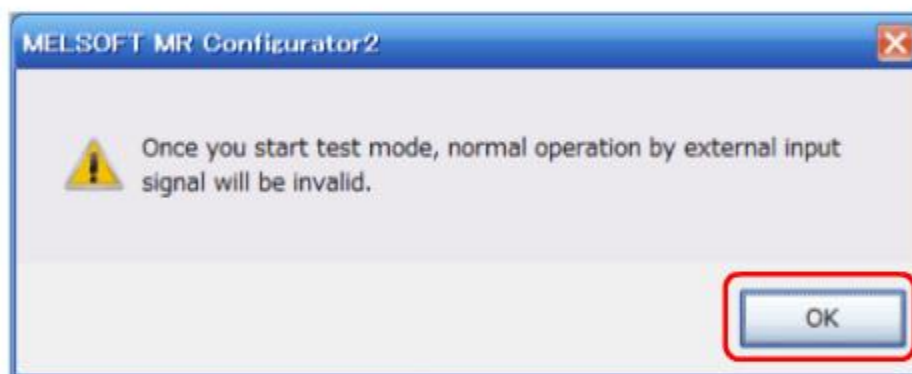 MELSOFT MR Configurator2
Once you start test mode, normal operation by external input
signal will be invalid.
OK